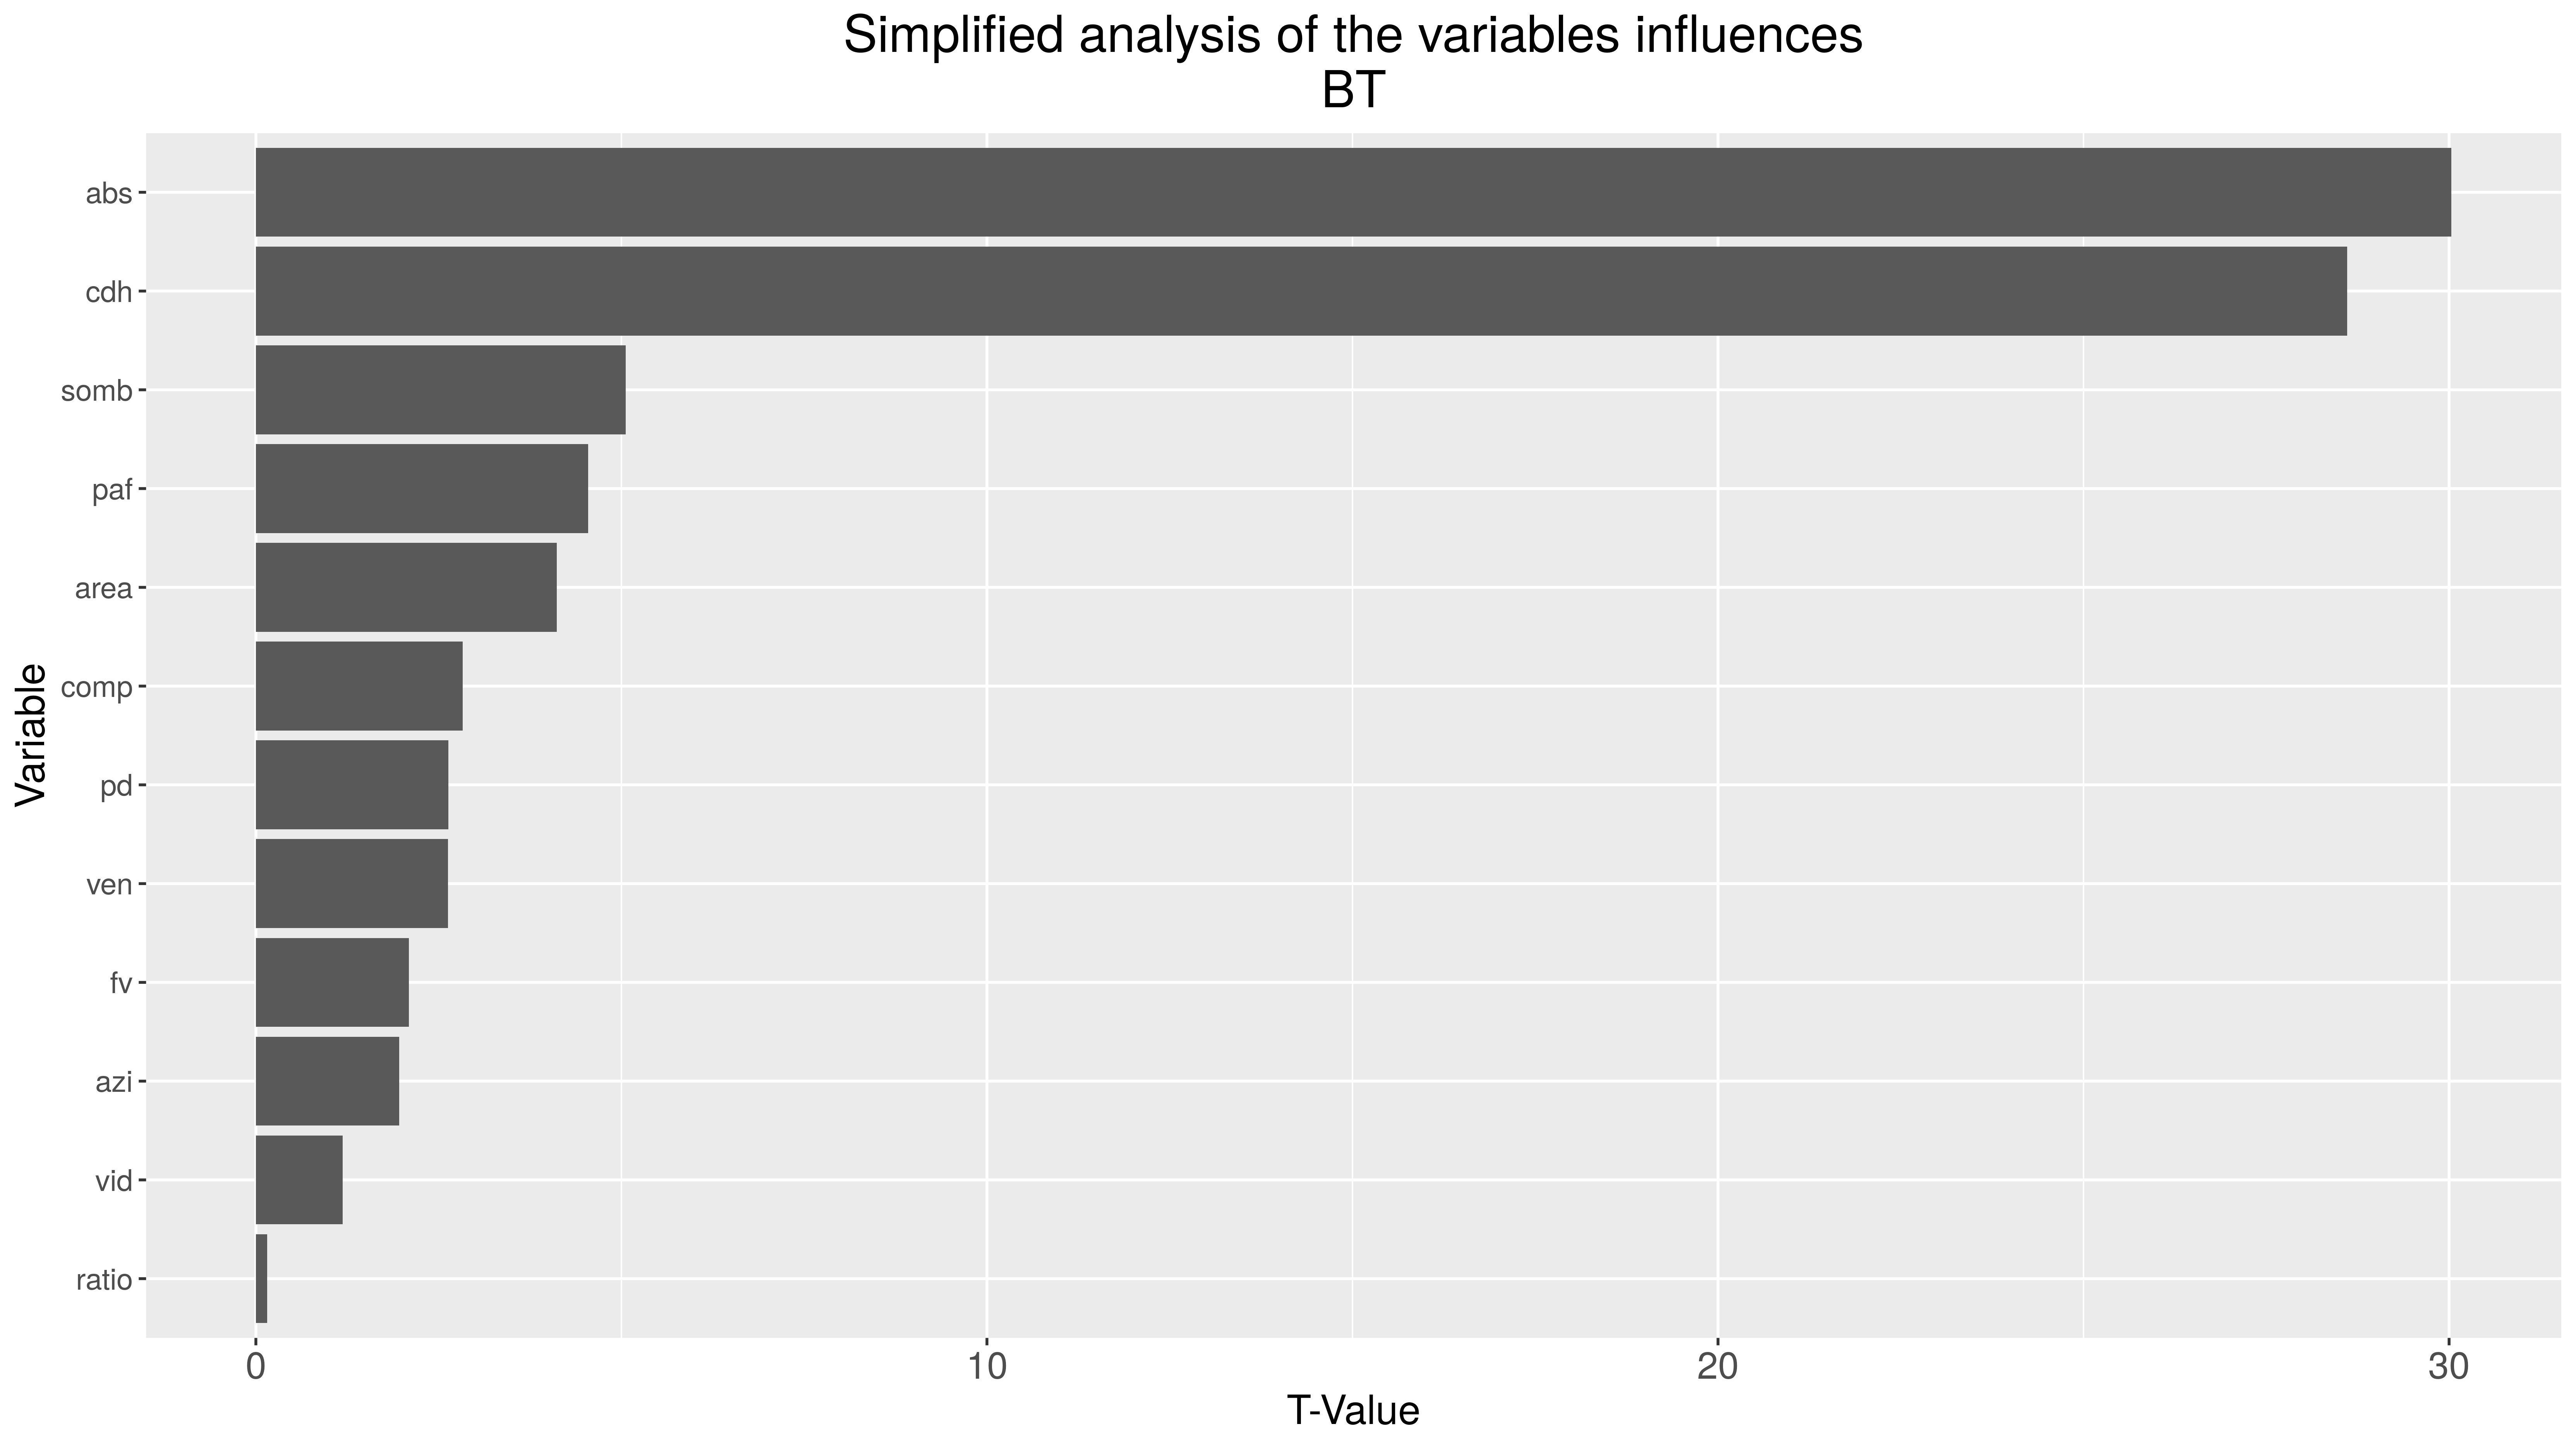 Simplified analysis of the variables influences
BT
Variable
abs
cdh
somb
paf
area
comp
pd
ven
fv
azi
vid
ratio
0 10 20 30
T-Value